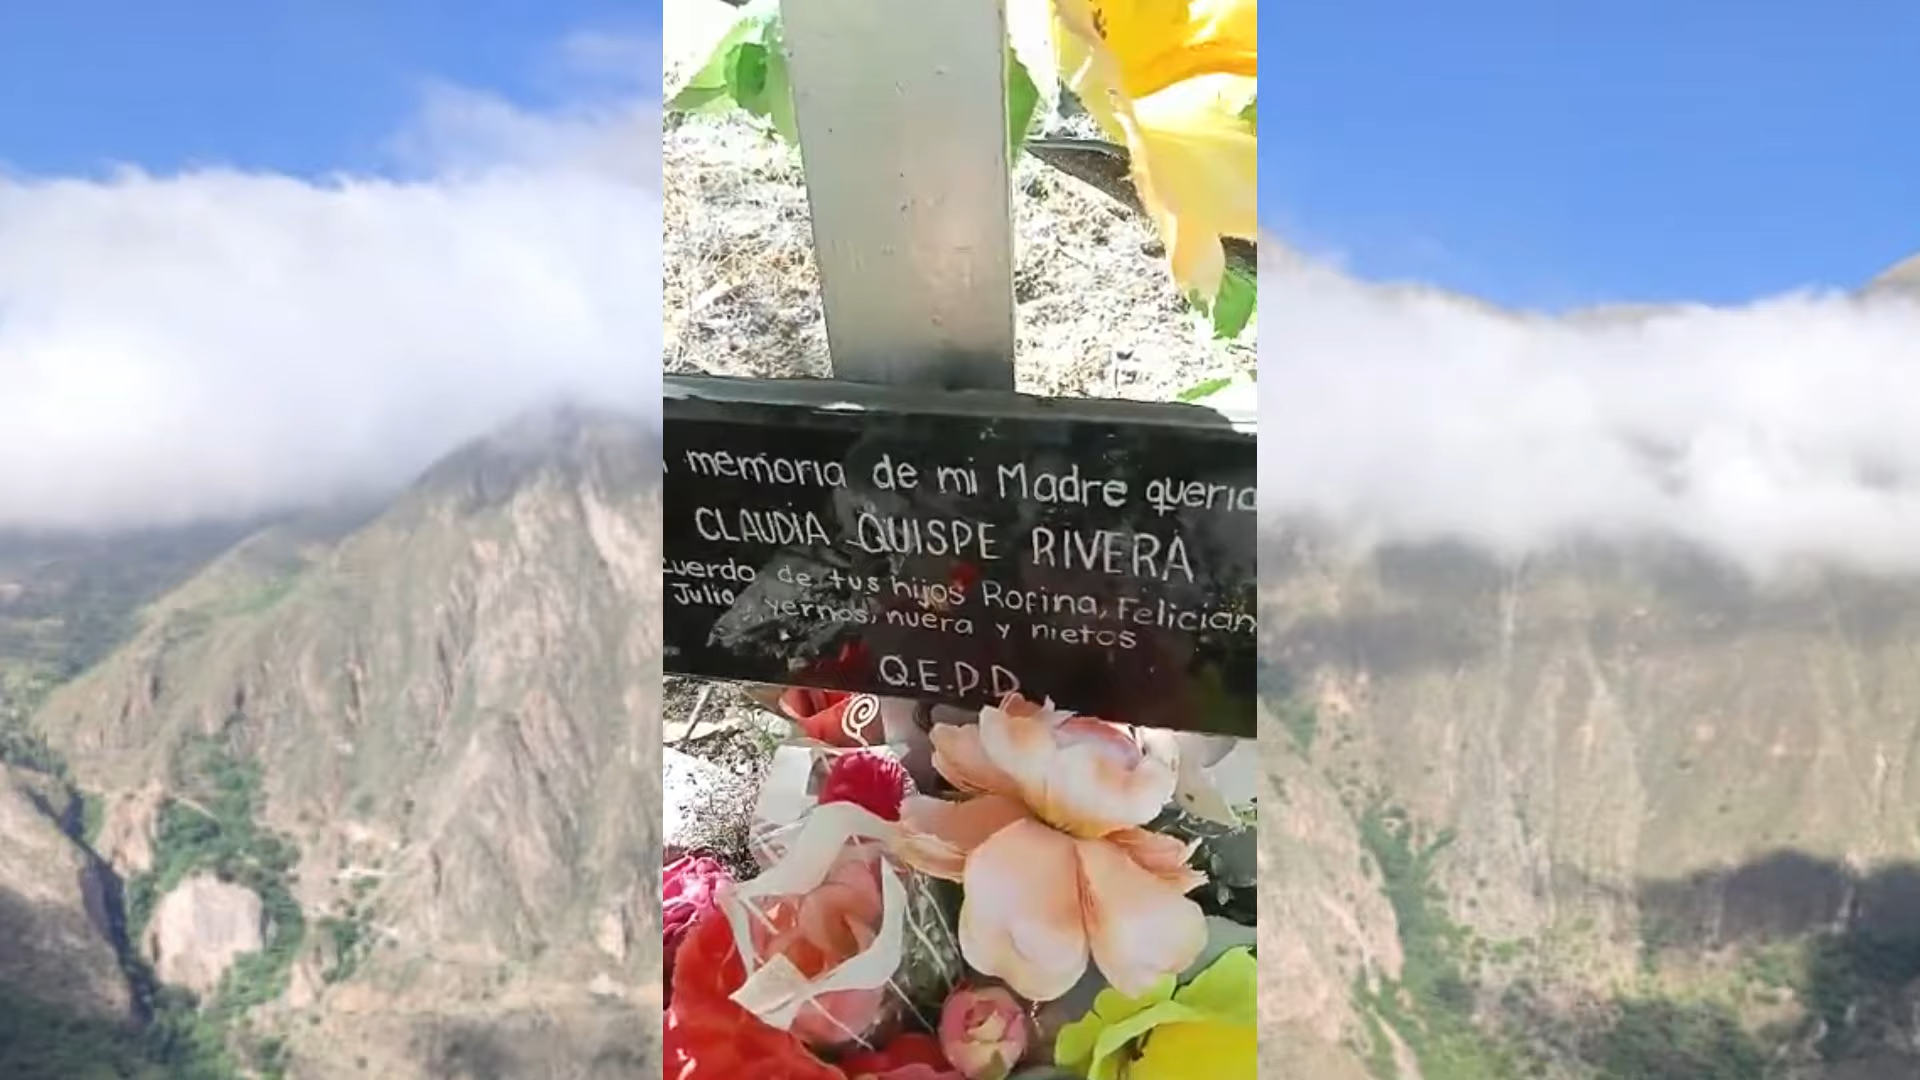 memoria de mi Madre querid
CLAUDIA QUISPE RIVERA
cuerdo de tus hijos Rofina, Felician
Julio, yernos, nuera y nietos
Q.E.P.D.